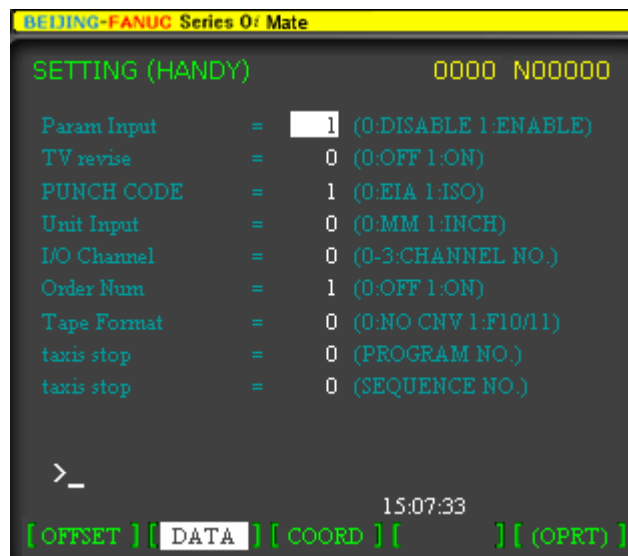 BEIJING-FANUC Series 0i Mate
SETTING (HANDY) 0000 N00000
Param Input = 1 (0:DISABLE 1:ENABLE)
TV revise = 0 (0:OFF 1:ON)
PUNCH CODE = 1 (0:EIA 1:ISO)
Unit Input = 0 (0:MM 1:INCH)
I/O Channel = 0 (0-3:CHANNEL NO.)
Order Num = 1 (0:OFF 1:ON)
Tape Format = 0 (0:NO CNV 1:F10/11)
taxis stop = 0 (PROGRAM NO.)
taxis stop = 0 (SEQUENCE NO.)
>_
15:07:33
[ OFFSET ] [ DATA ] [ COORD ] [ ] [ (OPRT) ]